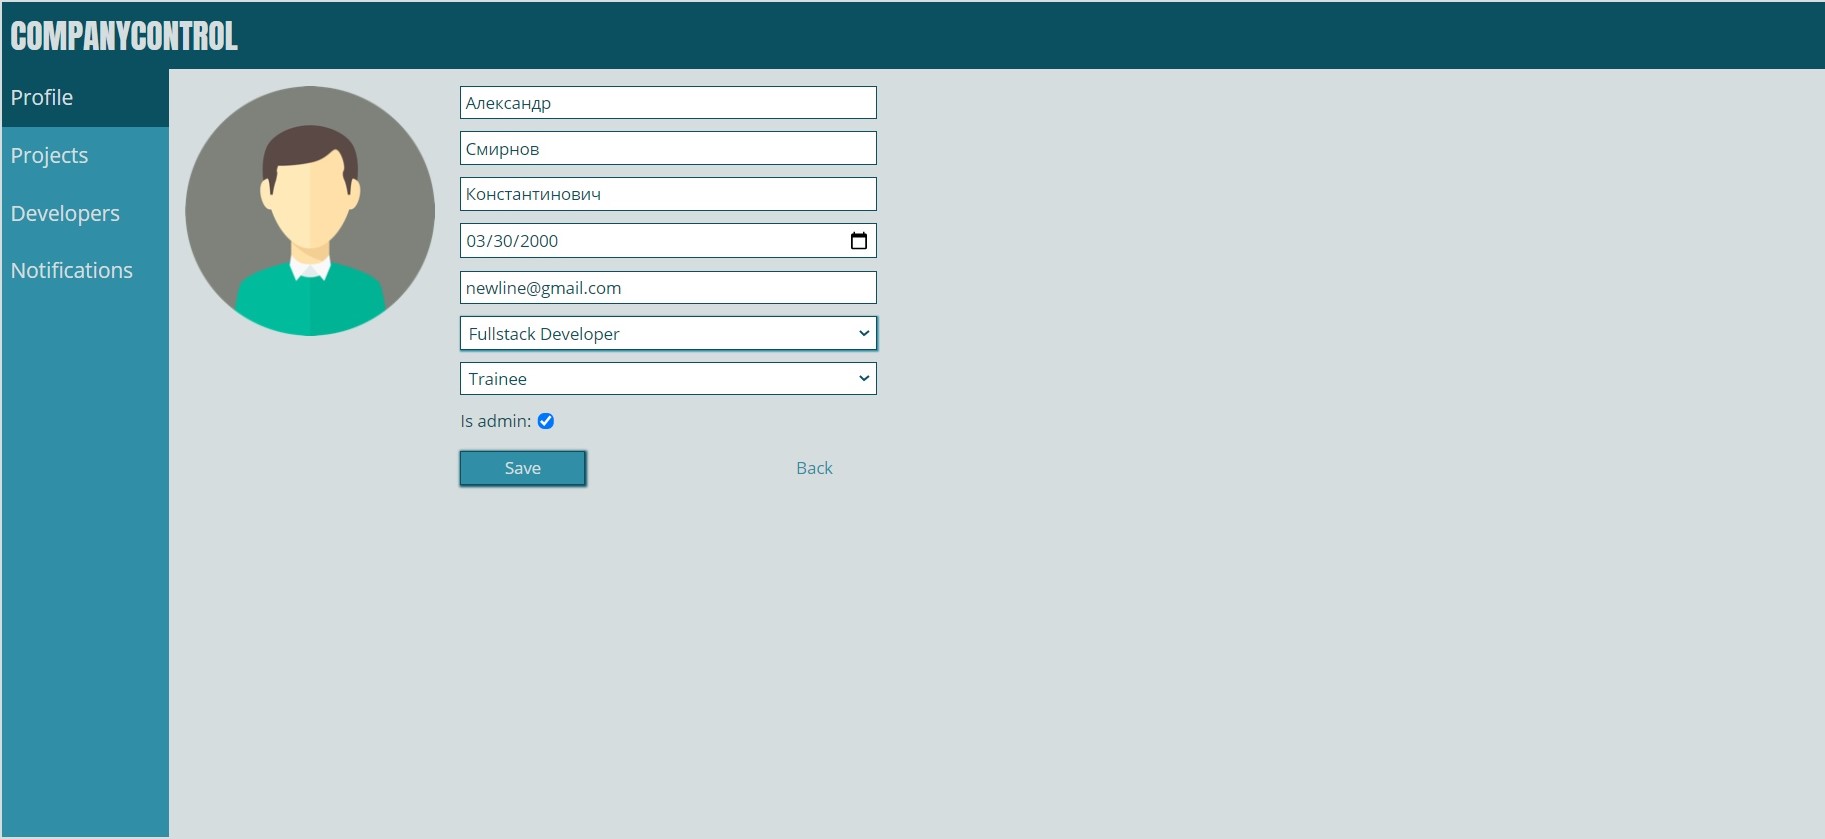 COMPANYCONTROL
Profile
Projects
Developers
Notifications
Александр
Смирнов
Константинович
03/30/2000
newline@gmail.com
Fullstack Developer
Trainee
Is admin:
Save
Back